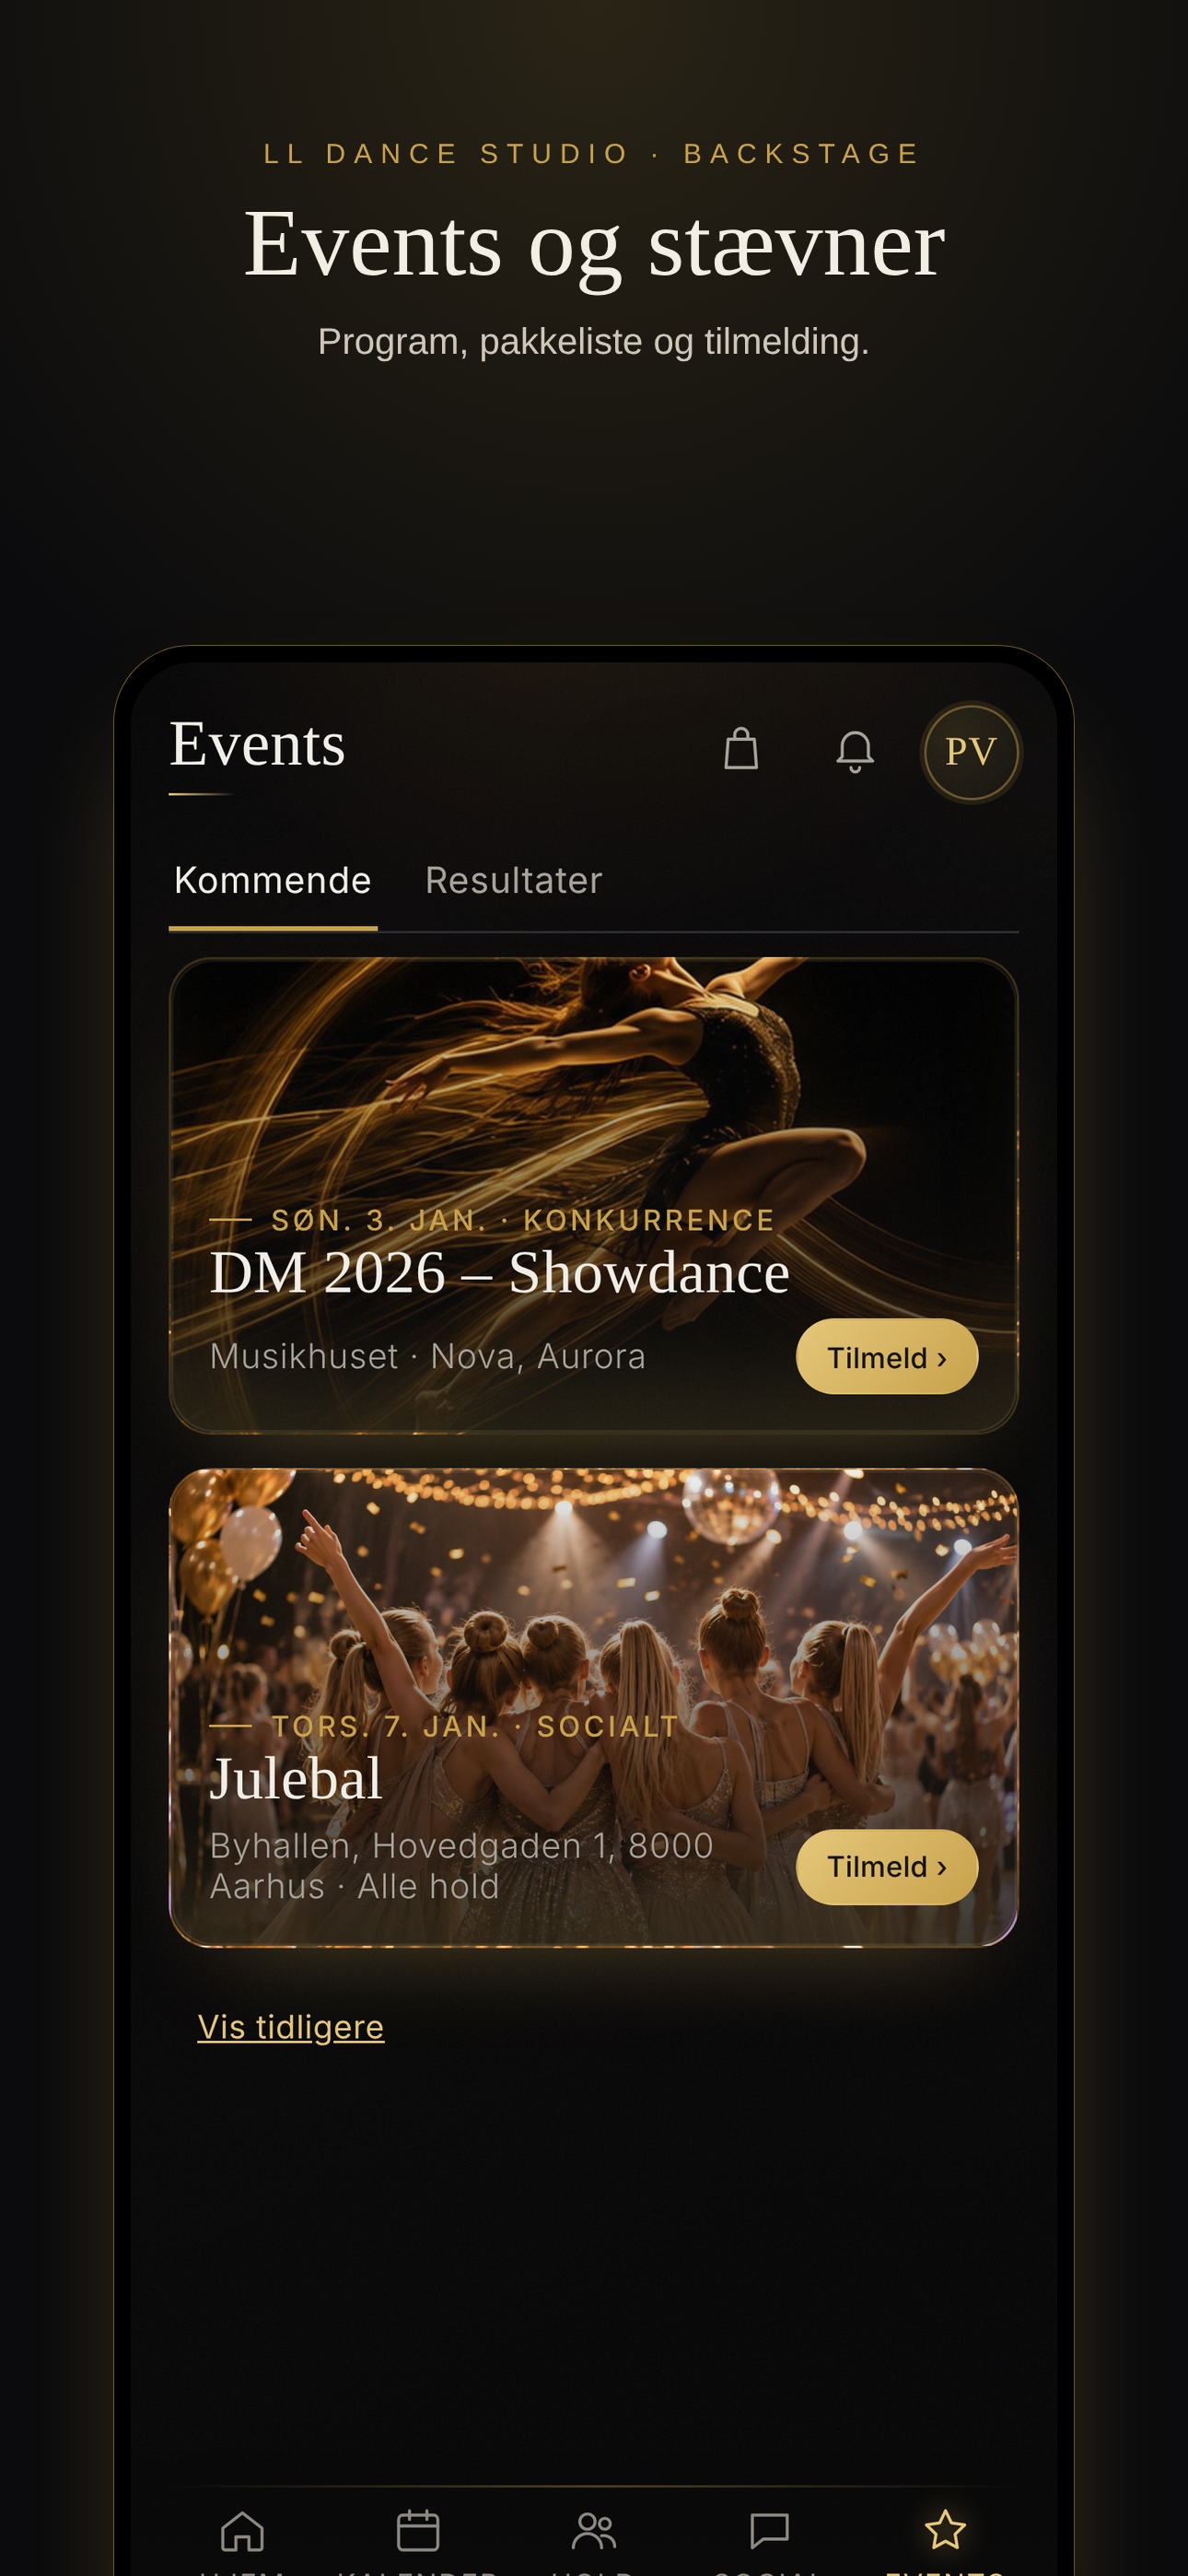 LL DANCE STUDIO · BACKSTAGE
Events og stævner
Program, pakkeliste og tilmelding.
Events
PV
Kommende
Resultater
SØN. 3. JAN. · KONKURRENCE
DM 2026 – Showdance
Musikhuset · Nova, Aurora
Tilmeld ›
TORS. 7. JAN. · SOCIALT
Julebal
Byhallen, Hovedgaden 1, 8000
Aarhus · Alle hold
Tilmeld ›
Vis tidligere